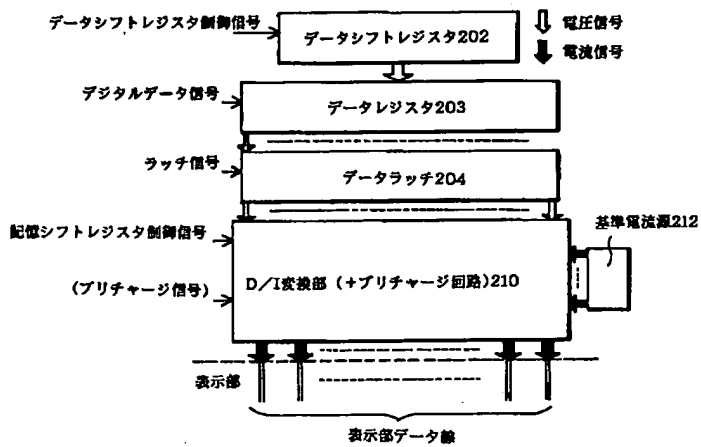 データシフトレジスタ制御信号
データシフトレジスタ202
電圧信号
電流信号
デジタルデータ信号
データレジスタ203
ラッチ信号
データラッチ204
記憶シフトレジスタ制御信号
基準電流源212
(プリチャージ信号)
D/I変換部(+プリチャージ回路)210
表示部
表示部データ線